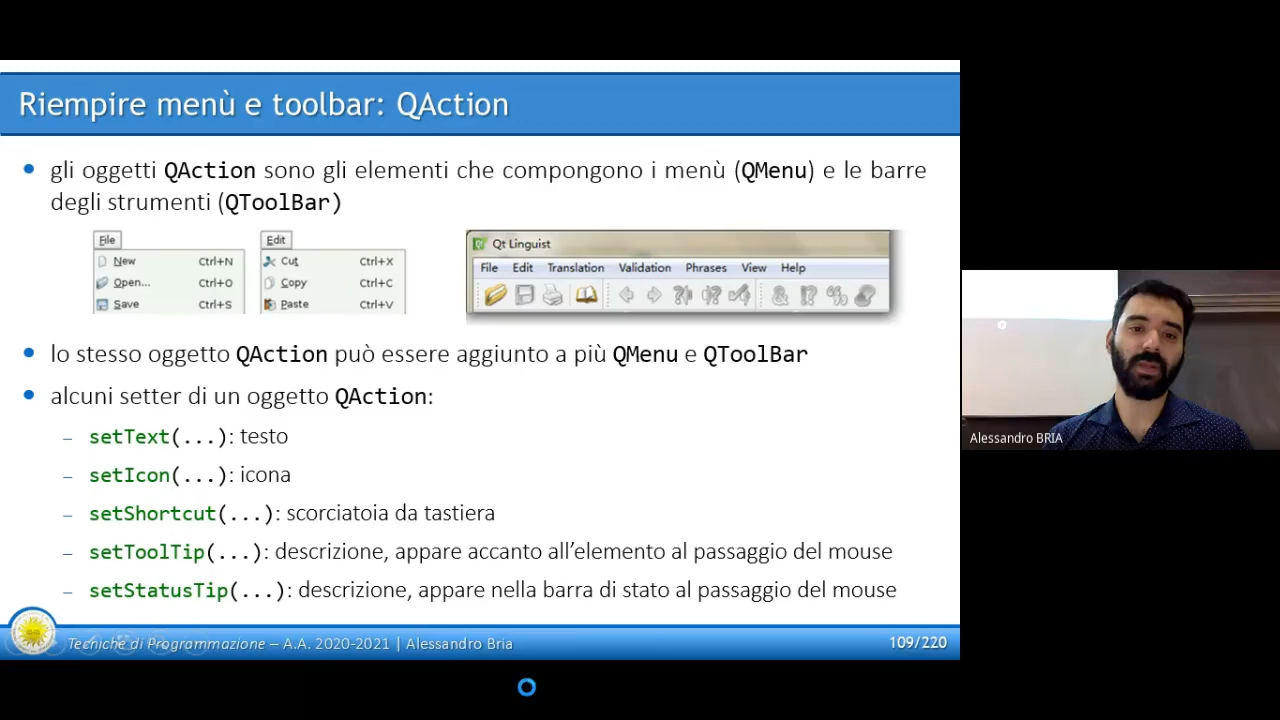 Riempire menù e toolbar: QAction
• gli oggetti QAction sono gli elementi che compongono i menù (QMenu) e le barre
degli strumenti (QToolBar)
File
New Ctrl+N
Open... Ctrl+O
Save Ctrl+S
Edit
Cut Ctrl+X
Copy Ctrl+C
Paste Ctrl+V
Qt Qt Linguist
File Edit Translation Validation Phrases View Help
• lo stesso oggetto QAction può essere aggiunto a più QMenu e QToolBar
• alcuni setter di un oggetto QAction:
– setText(...): testo
– setIcon(...): icona
– setShortcut(...): scorciatoia da tastiera
– setToolTip(...): descrizione, appare accanto all’elemento al passaggio del mouse
– setStatusTip(...): descrizione, appare nella barra di stato al passaggio del mouse
Tecniche di Programmazione – A.A. 2020-2021 | Alessandro Bria
109/220
Alessandro BRIA